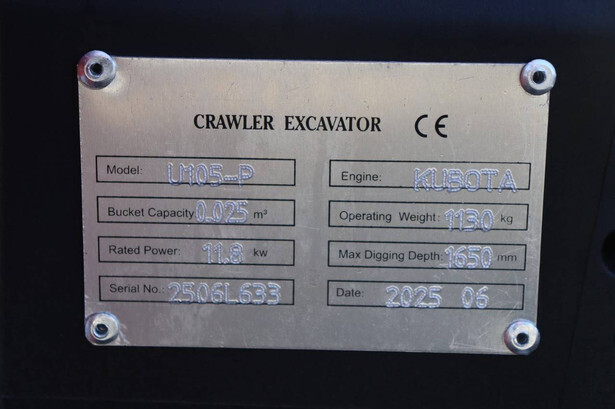 CRAWLER EXCAVATOR CE
Model: U105-P
Engine: KUBOTA
Bucket Capacity: 0.025 m³
Operating Weight: 1130 kg
Rated Power: 11.8 kw
Max Digging Depth: 1650 mm
Serial No.: 2506L633
Date: 2025 06